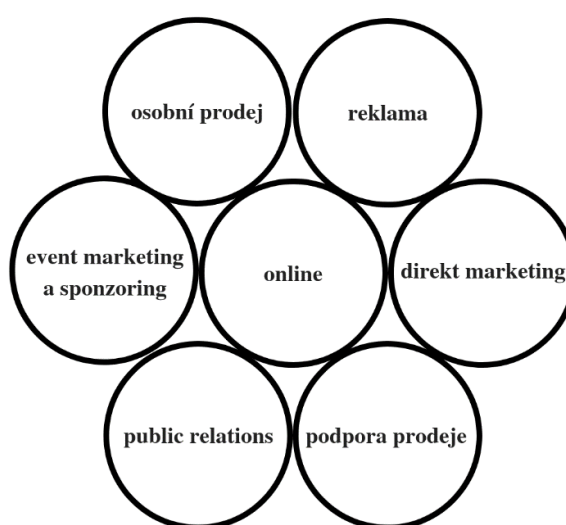 osobní prodej
reklama
event marketing
a sponzoring
online
direkt marketing
public relations
podpora prodeje